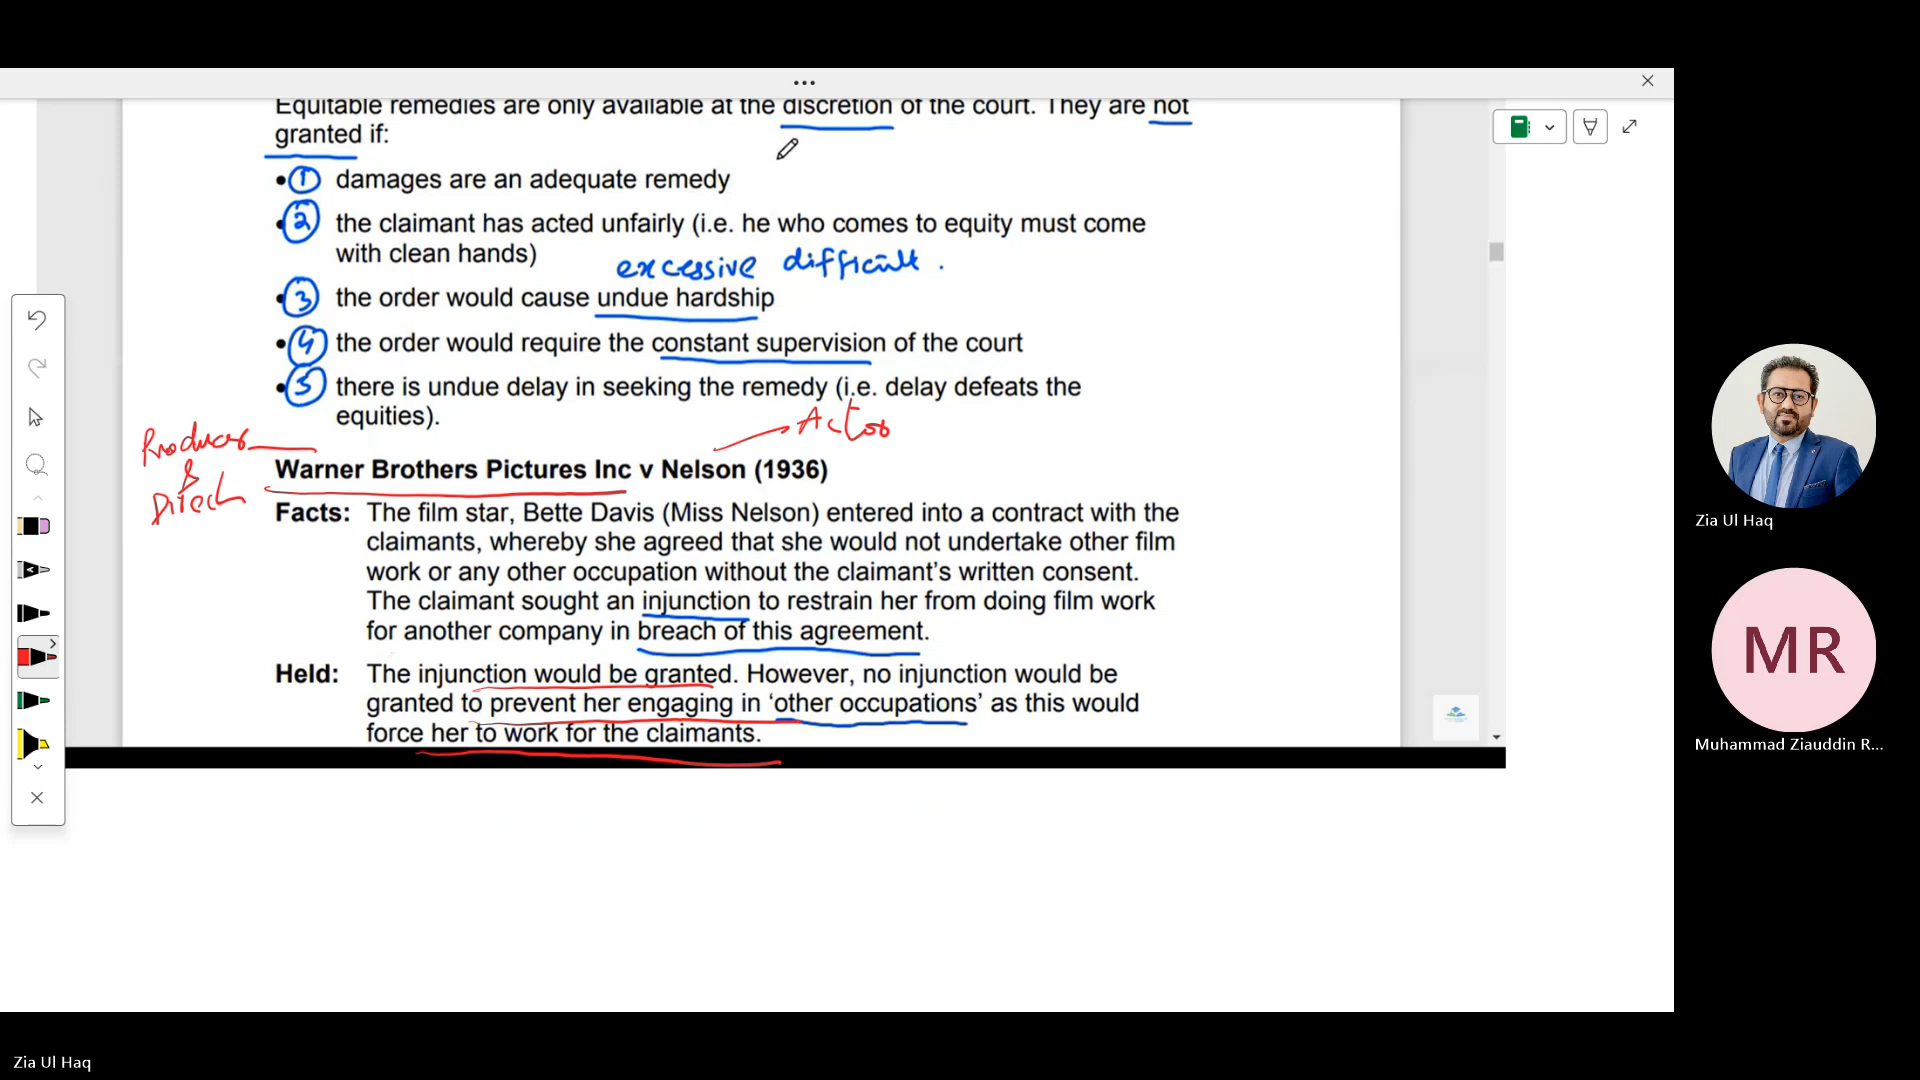 Equitable remedies are only available at the discretion of the court. They are not
granted if:
• 1 damages are an adequate remedy
• 2 the claimant has acted unfairly (i.e. he who comes to equity must come
with clean hands)
excessive difficult.
• 3 the order would cause undue hardship
• 4 the order would require the constant supervision of the court
• 5 there is undue delay in seeking the remedy (i.e. delay defeats the
equities).
Actor
Producer
&
Direct
Warner Brothers Pictures Inc v Nelson (1936)
Facts: The film star, Bette Davis (Miss Nelson) entered into a contract with the
claimants, whereby she agreed that she would not undertake other film
work or any other occupation without the claimant's written consent.
The claimant sought an injunction to restrain her from doing film work
for another company in breach of this agreement.
Held: The injunction would be granted. However, no injunction would be
granted to prevent her engaging in 'other occupations' as this would
force her to work for the claimants.
Zia Ul Haq
MR
Muhammad Ziauddin R...
Zia Ul Haq